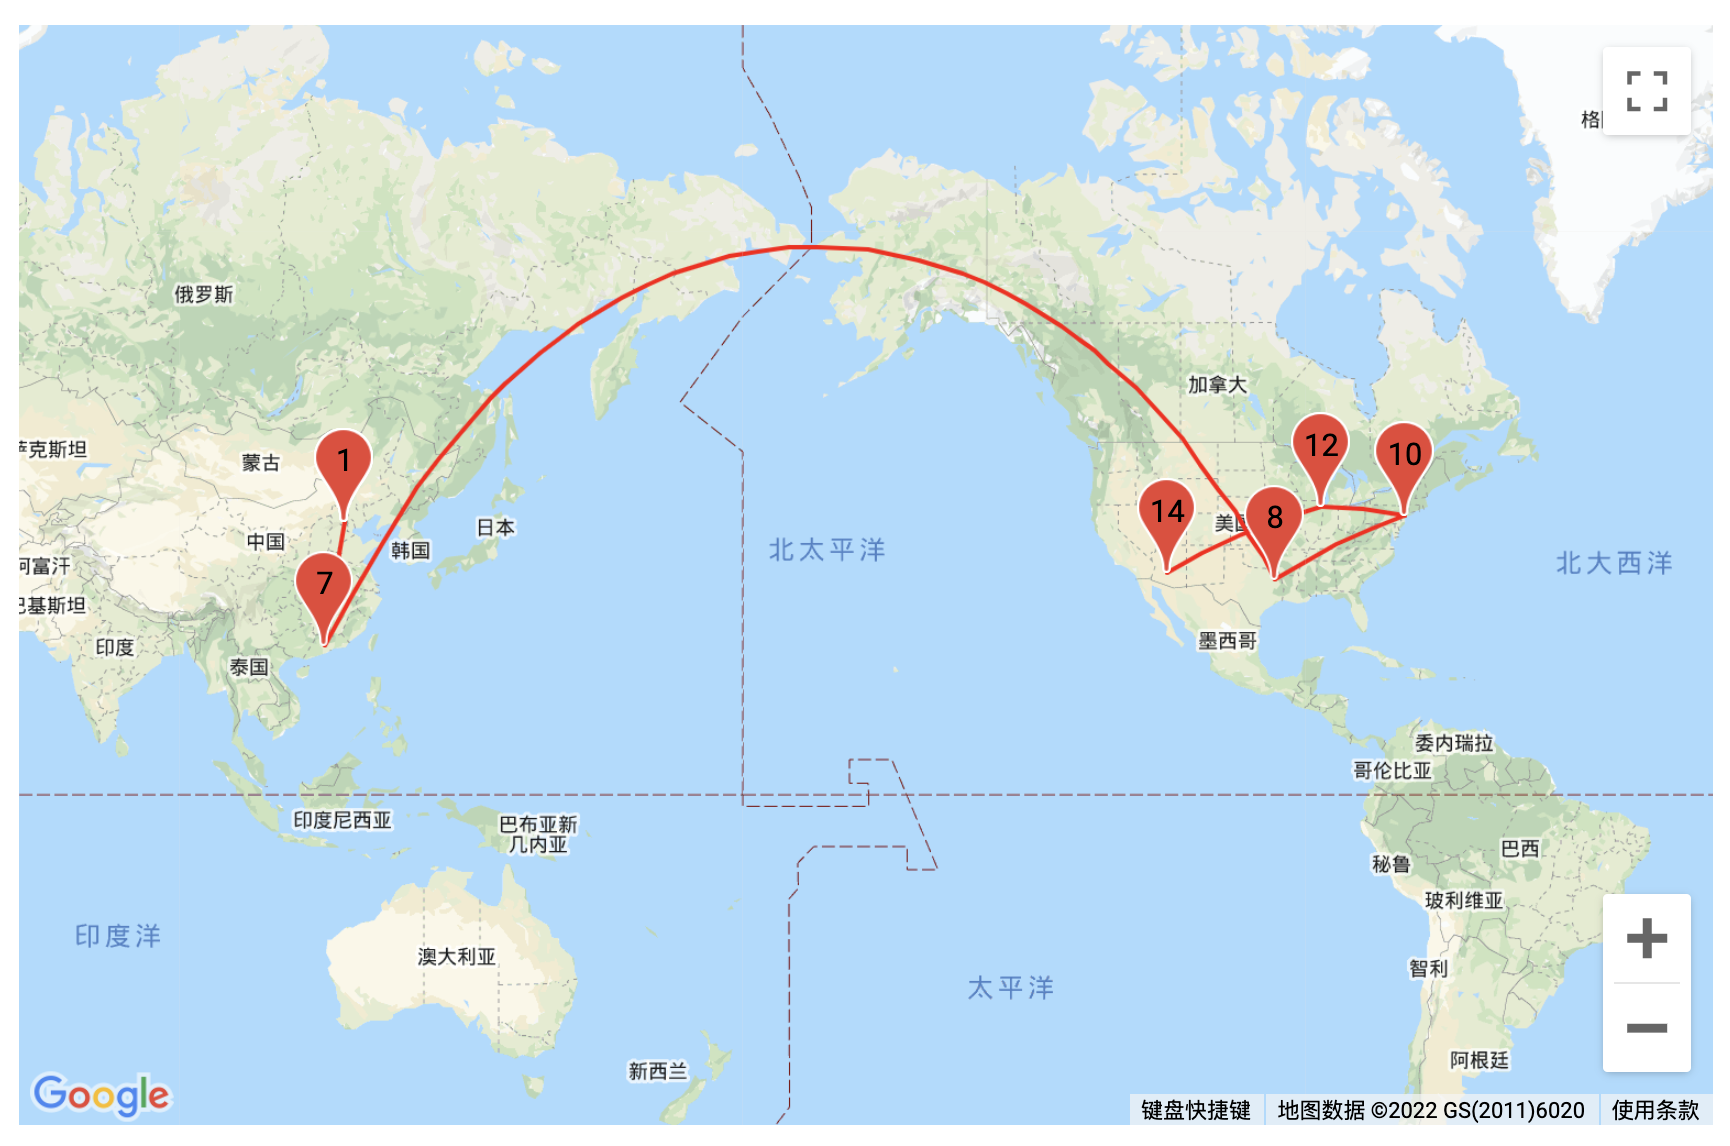 格
俄罗斯
加拿大
12
10
萨克斯坦
蒙古
1
14
8
美国
日本
中国
韩国
北太平洋
北大西洋
阿富汗
7
巴基斯坦
印度
墨西哥
泰国
委内瑞拉
哥伦比亚
印度尼西亚
巴布亚新
几内亚
巴西
秘鲁
玻利维亚
印度洋
澳大利亚
智利
太平洋
新西兰
阿根廷
Google
键盘快捷键
地图数据 ©2022 GS(2011)6020
使用条款